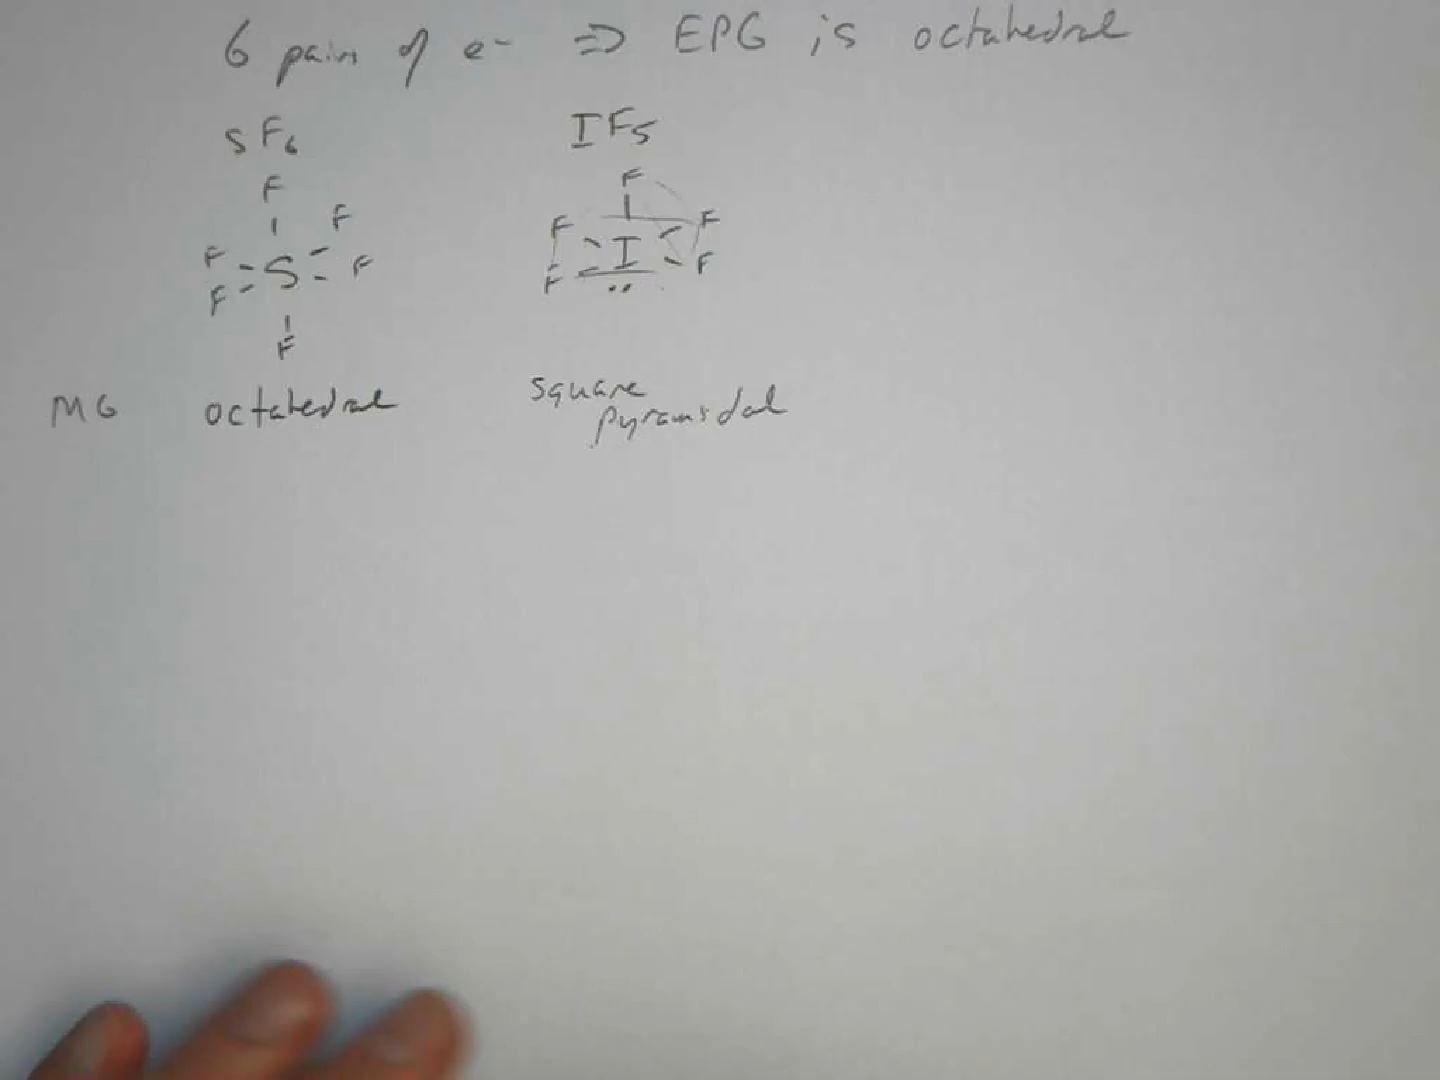 6 pairs of e- => EPG is octahedral
SF6 IF5
F F
F F F
F S F I F
F F F
F
MG octahedral square pyramidal